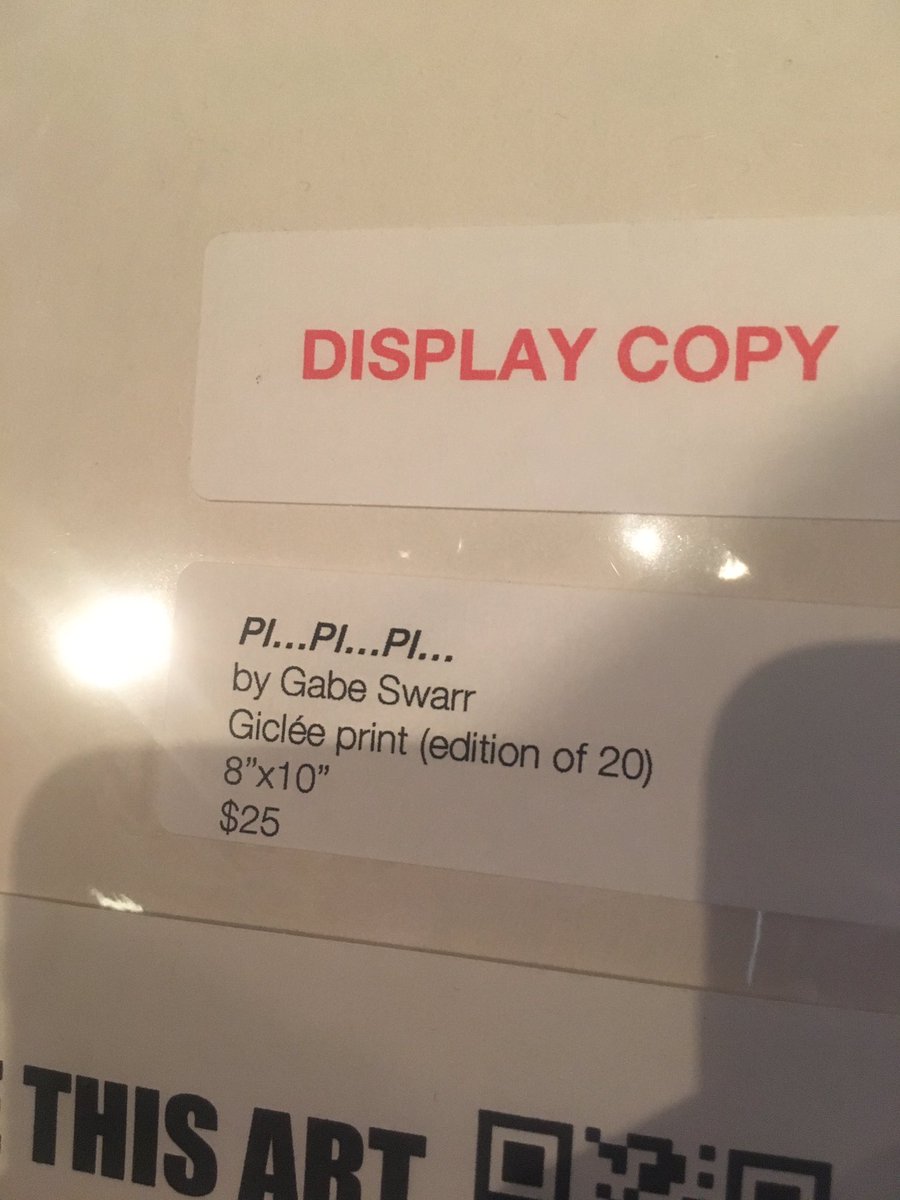 DISPLAY COPY
PI...PI...PI...
by Gabe Swarr
Giclée print (edition of 20)
8”x10”
$25
THIS ART